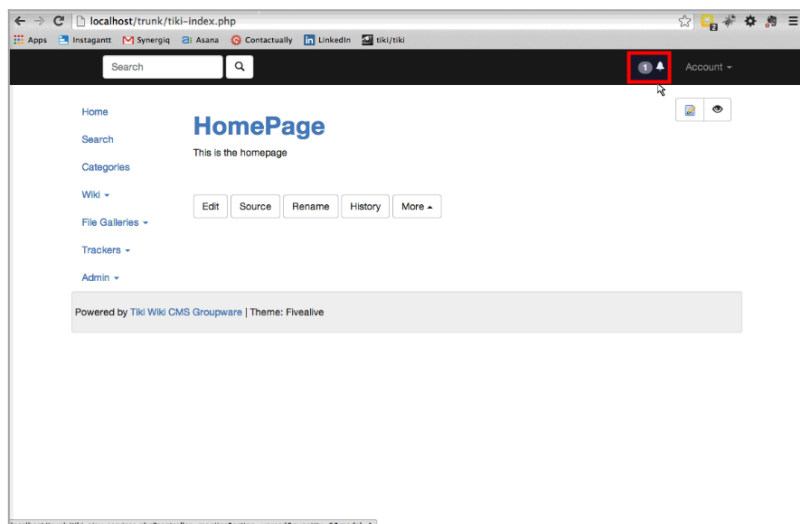 localhost/trunk/tiki-index.php
2
Apps Instagantt Synergiq Asana Contactually LinkedIn tiki/tiki
Search 1 Account
Home
HomePage
Search
This is the homepage
Categories
Wiki
Edit Source Rename History More
File Galleries
Trackers
Admin
Powered by Tiki Wiki CMS Groupware | Theme: Fivealive